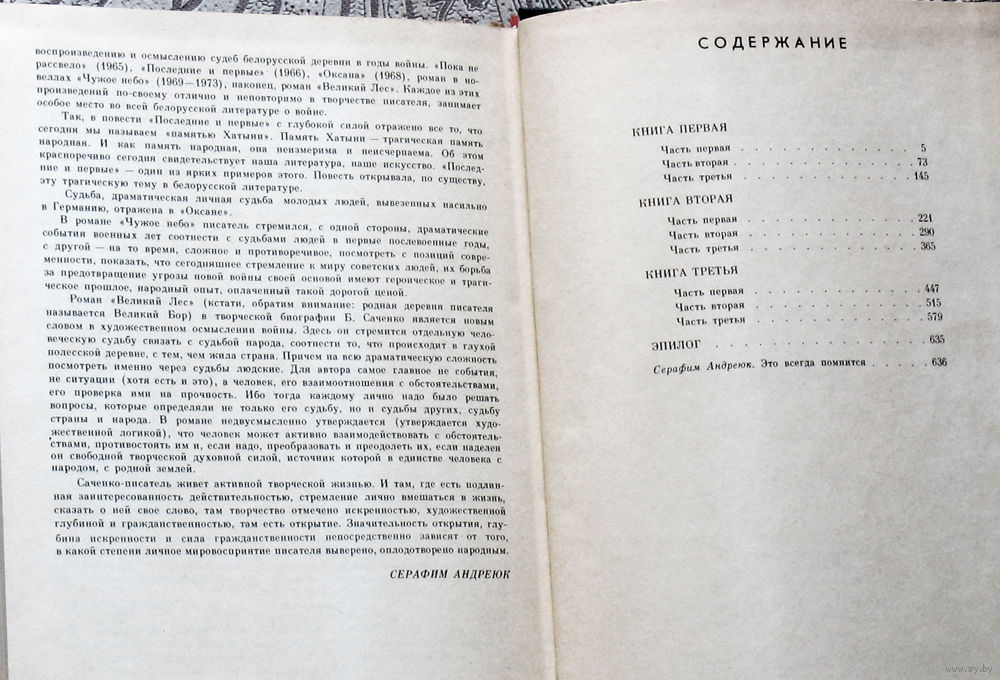 воспроизведению и осмыслению судеб белорусской деревни в годы войны. «Пока не
рассвело» (1965), «Последние и первые» (1966), «Оксана» (1968), роман в но-
веллах «Чужое небо» (1969—1973), наконец, роман «Великий Лес». Каждое из этих
произведений по-своему отлично и неповторимо в творчестве писателя, занимает
особое место во всей белорусской литературе о войне.
Так, в повести «Последние и первые» с глубокой силой отражено все то, что
сегодня мы называем «памятью Хатыни». Память Хатыни — трагическая память
народная. И как память народная, она неизмерима и неисчерпаема. Об этом
красноречиво сегодня свидетельствует наша литература, наше искусство. «Послед-
ние и первые» — один из ярких примеров этого. Повесть открывала, по существу,
эту трагическую тему в белорусской литературе.
Судьба, драматическая личная судьба молодых людей, вывезенных насильно
в Германию, отражена в «Оксане».
В романе «Чужое небо» писатель стремился, с одной стороны, драматические
события военных лет соотнести с судьбами людей в первые послевоенные годы,
с другой — на то время, сложное и противоречивое, посмотреть с позиций совре-
менности, показать, что сегодняшнее стремление к миру советских людей, их борьба
за предотвращение угрозы новой войны своей основой имеют героическое и траги-
ческое прошлое, народный опыт, оплаченный такой дорогой ценой.
Роман «Великий Лес» (кстати, обратим внимание: родная деревня писателя
называется Великий Бор) в творческой биографии Б. Саченко является новым
словом в художественном осмыслении войны. Здесь он стремится отдельную чело-
веческую судьбу связать с судьбой народа, соотнести то, что происходит в глухой
полесской деревне, с тем, чем жила страна. Причем на всю драматическую сложность
посмотреть именно через судьбы людские. Для автора самое главное не события,
не ситуации (хотя есть и это), а человек, его взаимоотношения с обстоятельствами,
его проверка ими на прочность. Ибо тогда каждому лично надо было решать
вопросы, которые определяли не только его судьбу, но и судьбы других, судьбу
страны и народа. В романе недвусмысленно утверждается (утверждается худо-
жественной логикой), что человек может активно взаимодействовать с обстоятель-
ствами, противостоять им и, если надо, преобразовать и преодолеть их, если наделен
он свободной творческой духовной силой, источник которой в единстве человека с
народом, с родной землей.
Саченко-писатель живет активной творческой жизнью. И там, где есть подлин-
ная заинтересованность действительностью, стремление лично вмешаться в жизнь,
сказать о ней свое слово, там творчество отмечено искренностью, художественной
глубиной и гражданственностью, там есть открытие. Значительность открытия, глу-
бина искренности и сила гражданственности непосредственно зависят от того,
в какой степени личное мировосприятие писателя выверено, оплодотворено народным.
СЕРАФИМ АНДРЕЮК
СОДЕРЖАНИЕ
КНИГА ПЕРВАЯ
Часть первая . . . . . . . . . . 5
Часть вторая . . . . . . . . . . 73
Часть третья . . . . . . . . . . 145
КНИГА ВТОРАЯ
Часть первая . . . . . . . . . . 221
Часть вторая . . . . . . . . . . 290
Часть третья . . . . . . . . . . 365
КНИГА ТРЕТЬЯ
Часть первая . . . . . . . . . . 447
Часть вторая . . . . . . . . . . 515
Часть третья . . . . . . . . . . 579
ЭПИЛОГ . . . . . . . . . . . . 635
Серафим Андреюк. Это всегда помнится . . . . . 636
www.ay.by